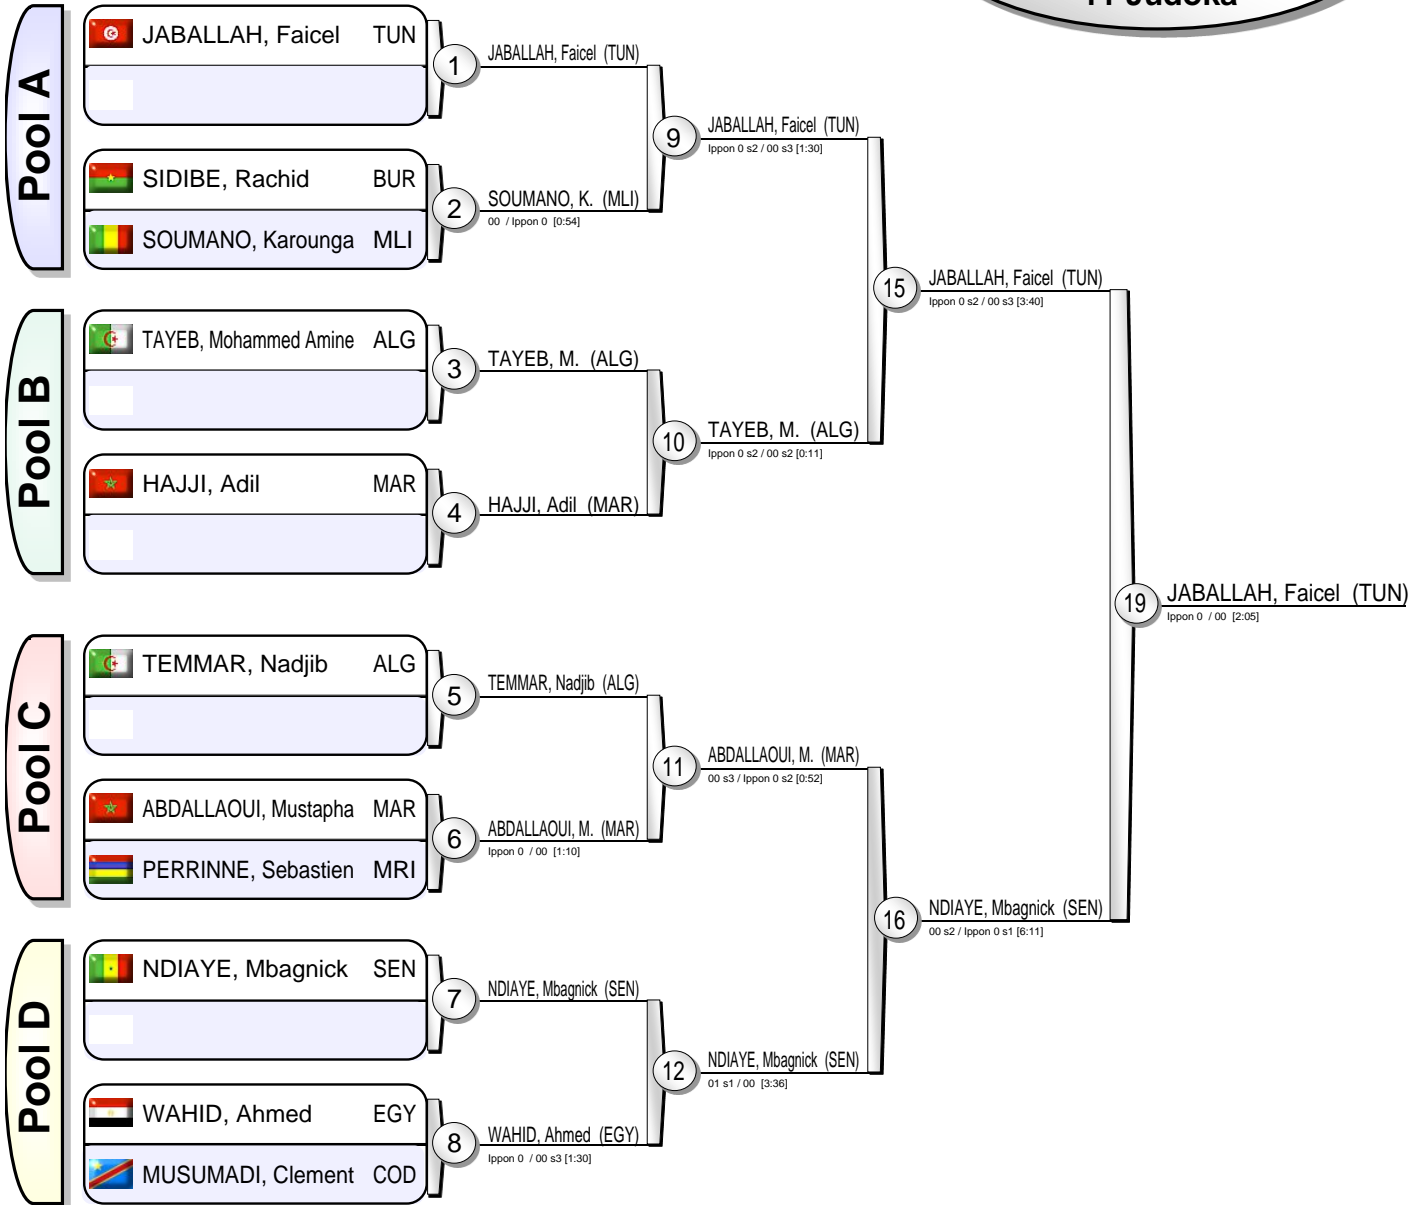 11 Judoka
Pool A
JABALLAH, Faicel TUN
SIDIBE, Rachid BUR
SOUMANO, Karounga MLI
1
JABALLAH, Faicel (TUN)
2
SOUMANO, K. (MLI)
00 / Ippon 0 [0:54]
9
JABALLAH, Faicel (TUN)
Ippon 0 s2 / 00 s3 [1:30]
Pool B
TAYEB, Mohammed Amine ALG
HAJJI, Adil MAR
3
TAYEB, M. (ALG)
4
HAJJI, Adil (MAR)
10
TAYEB, M. (ALG)
Ippon 0 s2 / 00 s2 [0:11]
15
JABALLAH, Faicel (TUN)
Ippon 0 s2 / 00 s3 [3:40]
Pool C
TEMMAR, Nadjib ALG
ABDALLAOUI, Mustapha MAR
PERRINNE, Sebastien MRI
5
TEMMAR, Nadjib (ALG)
6
ABDALLAOUI, M. (MAR)
Ippon 0 / 00 [1:10]
11
ABDALLAOUI, M. (MAR)
00 s3 / Ippon 0 s2 [0:52]
Pool D
NDIAYE, Mbagnick SEN
WAHID, Ahmed EGY
MUSUMADI, Clement COD
7
NDIAYE, Mbagnick (SEN)
8
WAHID, Ahmed (EGY)
Ippon 0 / 00 s3 [1:30]
12
NDIAYE, Mbagnick (SEN)
01 s1 / 00 [3:36]
16
NDIAYE, Mbagnick (SEN)
00 s2 / Ippon 0 s1 [6:11]
19
JABALLAH, Faicel (TUN)
Ippon 0 / 00 [2:05]